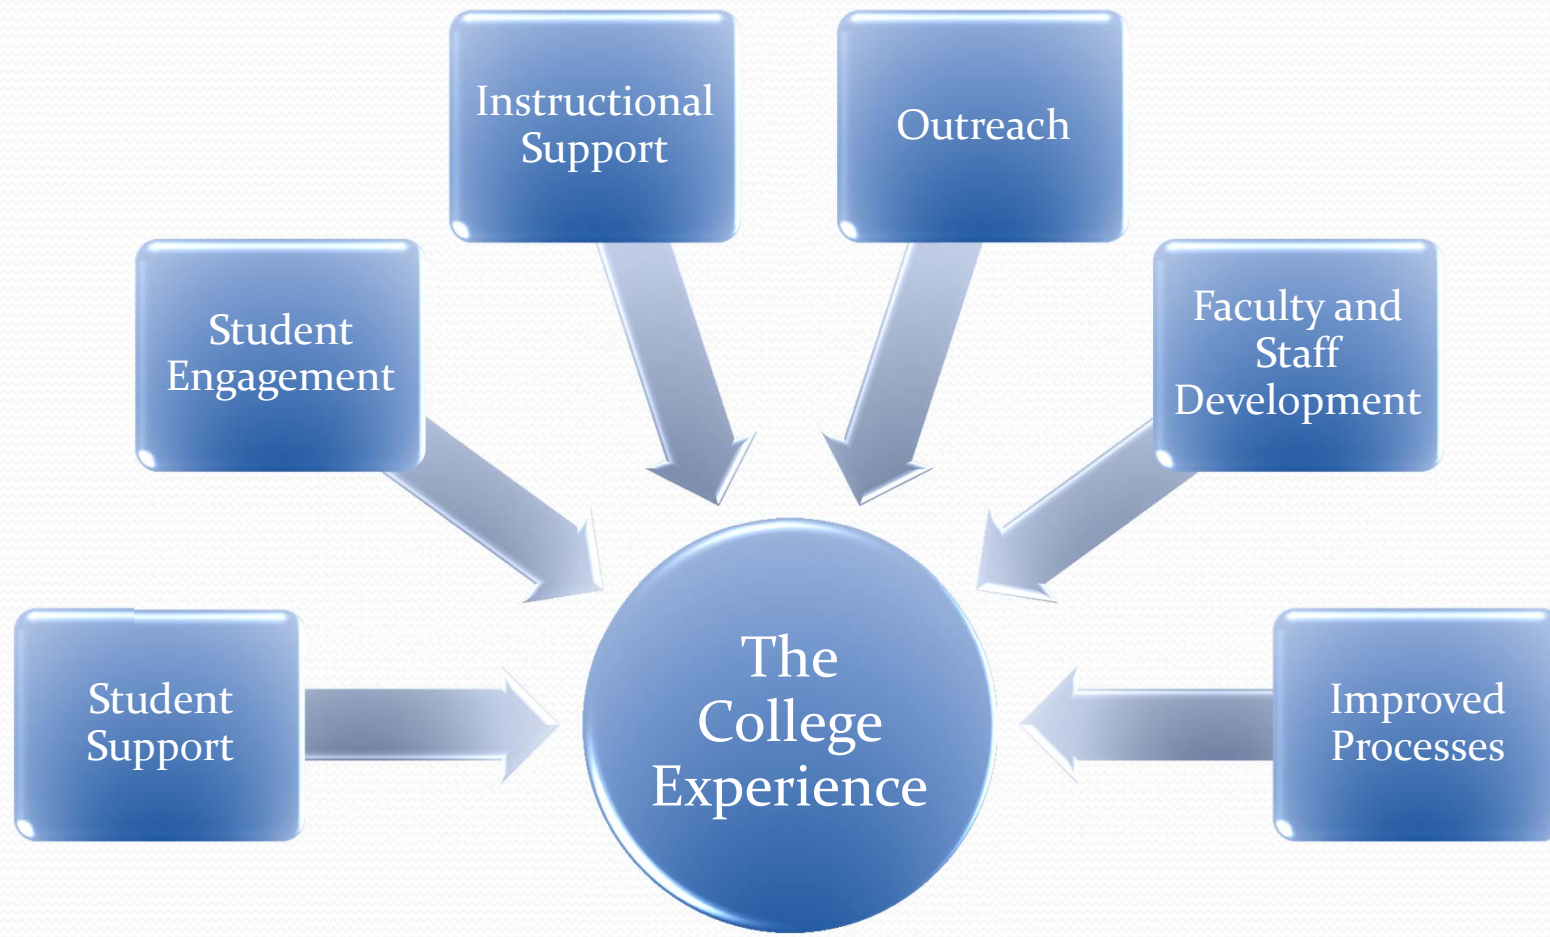 Instructional
Support
Outreach
Student
Engagement
Faculty and
Staff
Development
Student
Support
The
College
Experience
Improved
Processes